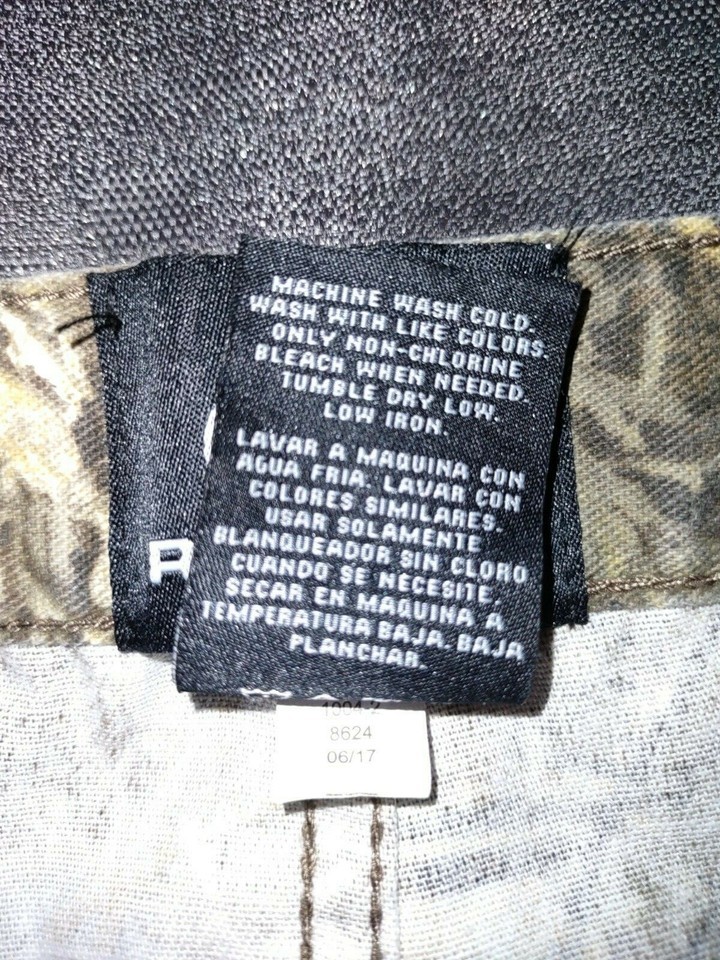 MACHINE WASH COLD.
WASH WITH LIKE COLORS.
ONLY NON-CHLORINE
BLEACH WHEN NEEDED.
TUMBLE DRY LOW.
LOW IRON.
LAVAR A MAQUINA CON
AGUA FRIA. LAVAR CON
COLORES SIMILARES.
USAR SOLAMENTE
BLANQUEADOR SIN CLORO
CUANDO SE NECESITE.
SECAR EN MAQUINA A
TEMPERATURA BAJA. BAJA
PLANCHAR.
R
8624
06/17